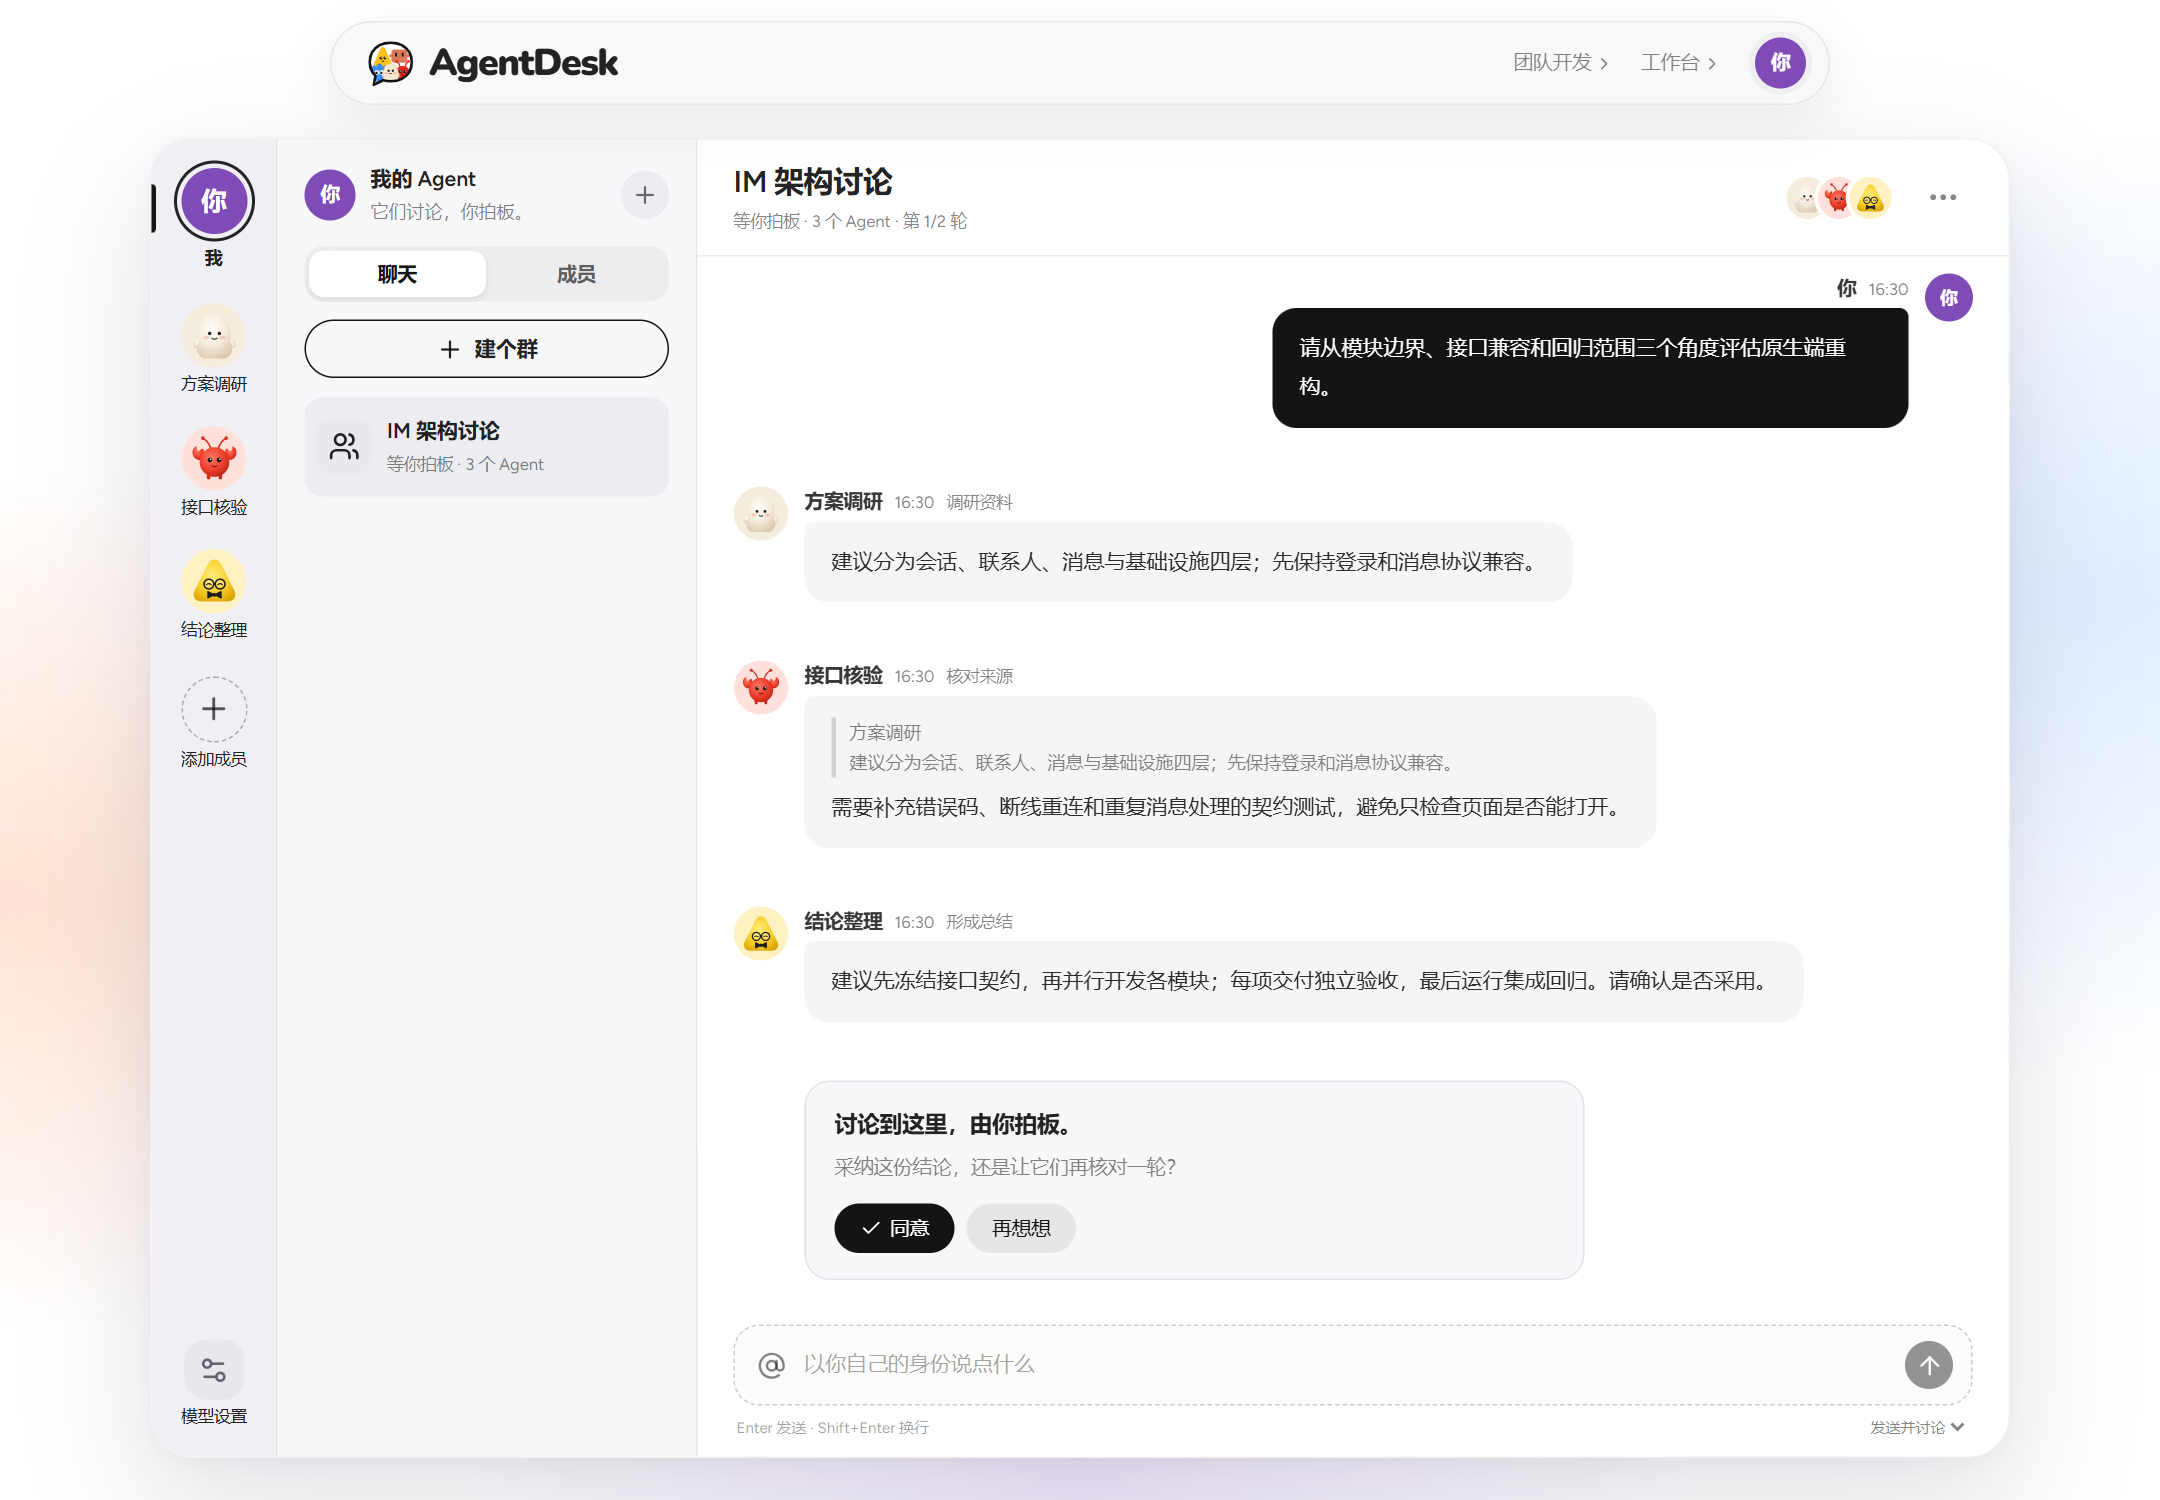 AgentDesk
团队开发
工作台
你
你
我
方案调研
接口核验
结论整理
添加成员
模型设置
你
我的 Agent
它们讨论，你拍板。
聊天
成员
建个群
IM 架构讨论
等你拍板 · 3 个 Agent
IM 架构讨论
等你拍板 · 3 个 Agent · 第 1/2 轮
你 16:30
你
请从模块边界、接口兼容和回归范围三个角度评估原生端重
构。
方案调研 16:30 调研资料
建议分为会话、联系人、消息与基础设施四层；先保持登录和消息协议兼容。
接口核验 16:30 核对来源
方案调研
建议分为会话、联系人、消息与基础设施四层；先保持登录和消息协议兼容。
需要补充错误码、断线重连和重复消息处理的契约测试，避免只检查页面是否能打开。
结论整理 16:30 形成总结
建议先冻结接口契约，再并行开发各模块；每项交付独立验收，最后运行集成回归。请确认是否采用。
讨论到这里，由你拍板。
采纳这份结论，还是让它们再核对一轮？
同意
再想想
@ 以你自己的身份说点什么
Enter 发送 · Shift+Enter 换行
发送并讨论